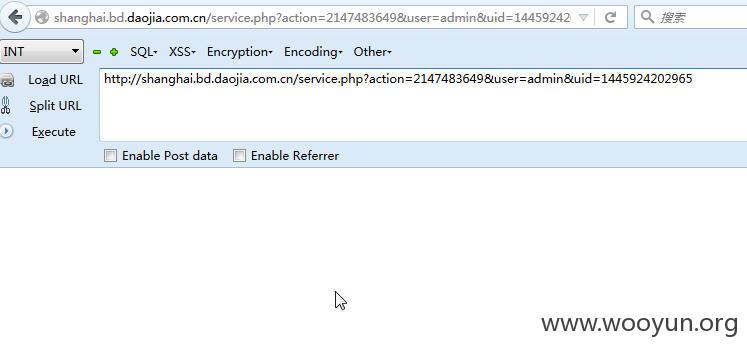 shanghai.bd.daojia.com.cn/service.php?action=2147483649&user=admin&uid=14459242029 搜索
INT SQL XSS Encryption Encoding Other
Load URL http://shanghai.bd.daojia.com.cn/service.php?action=2147483649&user=admin&uid=1445924202965
Split URL
Execute
Enable Post data Enable Referrer
www.wooyun.org